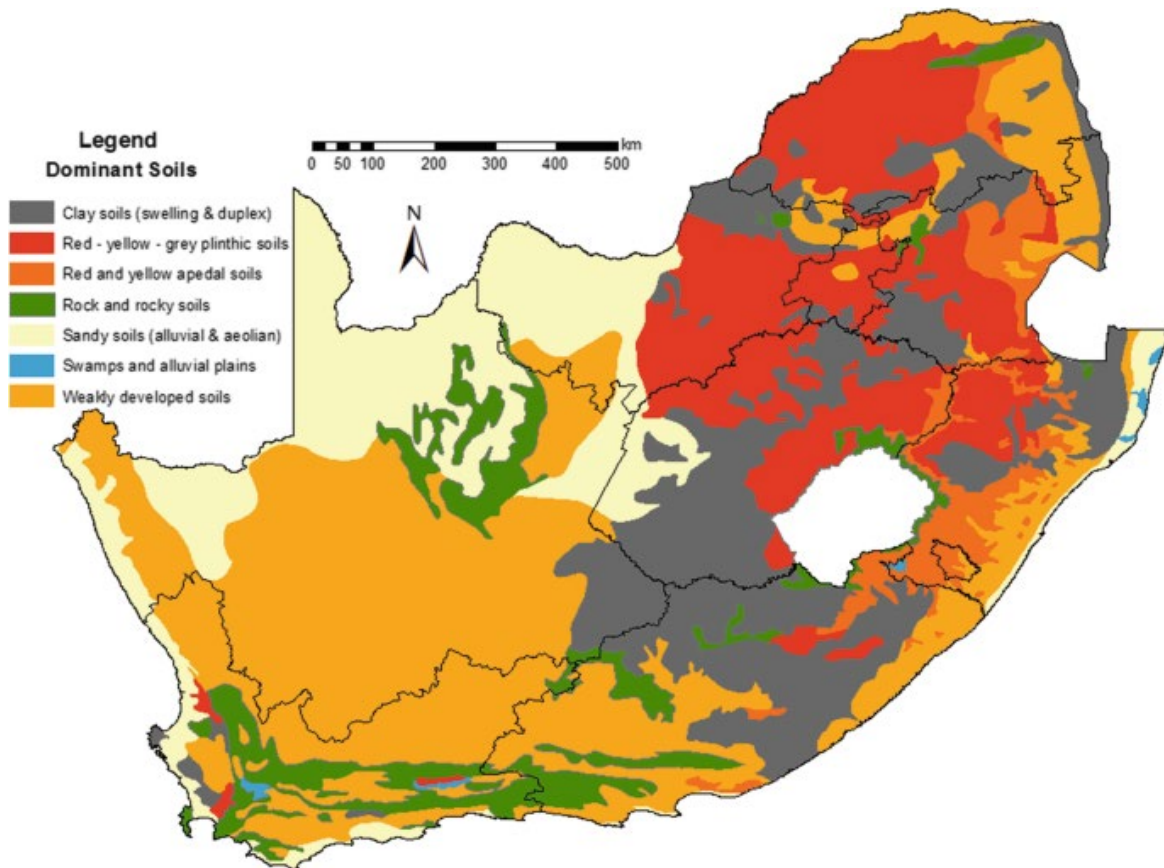 Legend
Dominant Soils
Clay soils (swelling & duplex)
Red - yellow - grey plinthic soils
Red and yellow apedal soils
Rock and rocky soils
Sandy soils (alluvial & aeolian)
Swamps and alluvial plains
Weakly developed soils
km
0 50 100 200 300 400 500
N